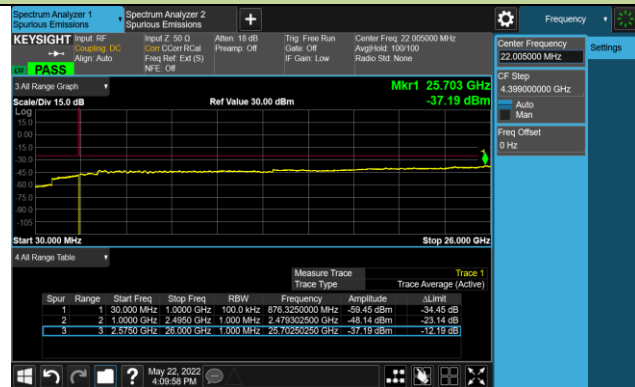 Spectrum Analyzer 1
Spurious Emissions
Spectrum Analyzer 2
Spurious Emissions
Frequency
KEYSIGHT
Input: RF
Coupling: DC
Align: Auto
Input Z: 50 Ω
Corr CCorr RCal
Freq Ref: Ext (S)
NFE: Off
Atten: 18 dB
Preamp: Off
Trig: Free Run
Gate: Off
IF Gain: Low
Center Freq: 22.005000 MHz
Avg|Hold: 100/100
Radio Std: None
PASS
Center Frequency
22.005000 MHz
Settings
CF Step
4.399000000 GHz
Auto
Man
Freq Offset
0 Hz
3 All Range Graph
Scale/Div 15.0 dB
Ref Value 30.00 dBm
Mkr1 25.703 GHz
-37.19 dBm
Log
15.0
0.00
-15.0
-30.0
-45.0
-60.0
-75.0
-90.0
-105
1
Start 30.000 MHz
Stop 26.000 GHz
4 All Range Table
Measure Trace Trace 1
Trace Type Trace Average (Active)
Spur Range Start Freq Stop Freq RBW Frequency Amplitude ΔLimit
1 1 30.000 MHz 1.0000 GHz 100.0 kHz 876.3250000 MHz -59.45 dBm -34.45 dB
2 2 1.0000 GHz 2.4950 GHz 1.000 MHz 2.479302500 GHz -48.14 dBm -23.14 dB
3 3 2.5750 GHz 26.000 GHz 1.000 MHz 25.70250250 GHz -37.19 dBm -12.19 dB
May 22, 2022
4:09:58 PM